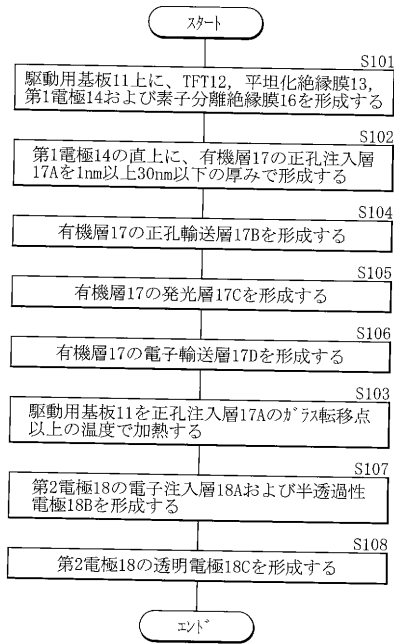 スタート
S101
駆動用基板11上に、TFT12, 平坦化絶縁膜13,
第1電極14および素子分離絶縁膜16を形成する
S102
第1電極14の直上に、有機層17の正孔注入層
17Aを1nm以上30nm以下の厚みで形成する
S104
有機層17の正孔輸送層17Bを形成する
S105
有機層17の発光層17Cを形成する
S106
有機層17の電子輸送層17Dを形成する
S103
駆動用基板11を正孔注入層17Aのガラス転移点
以上の温度で加熱する
S107
第2電極18の電子注入層18Aおよび半透過性
電極18Bを形成する
S108
第2電極18の透明電極18Cを形成する
エンド